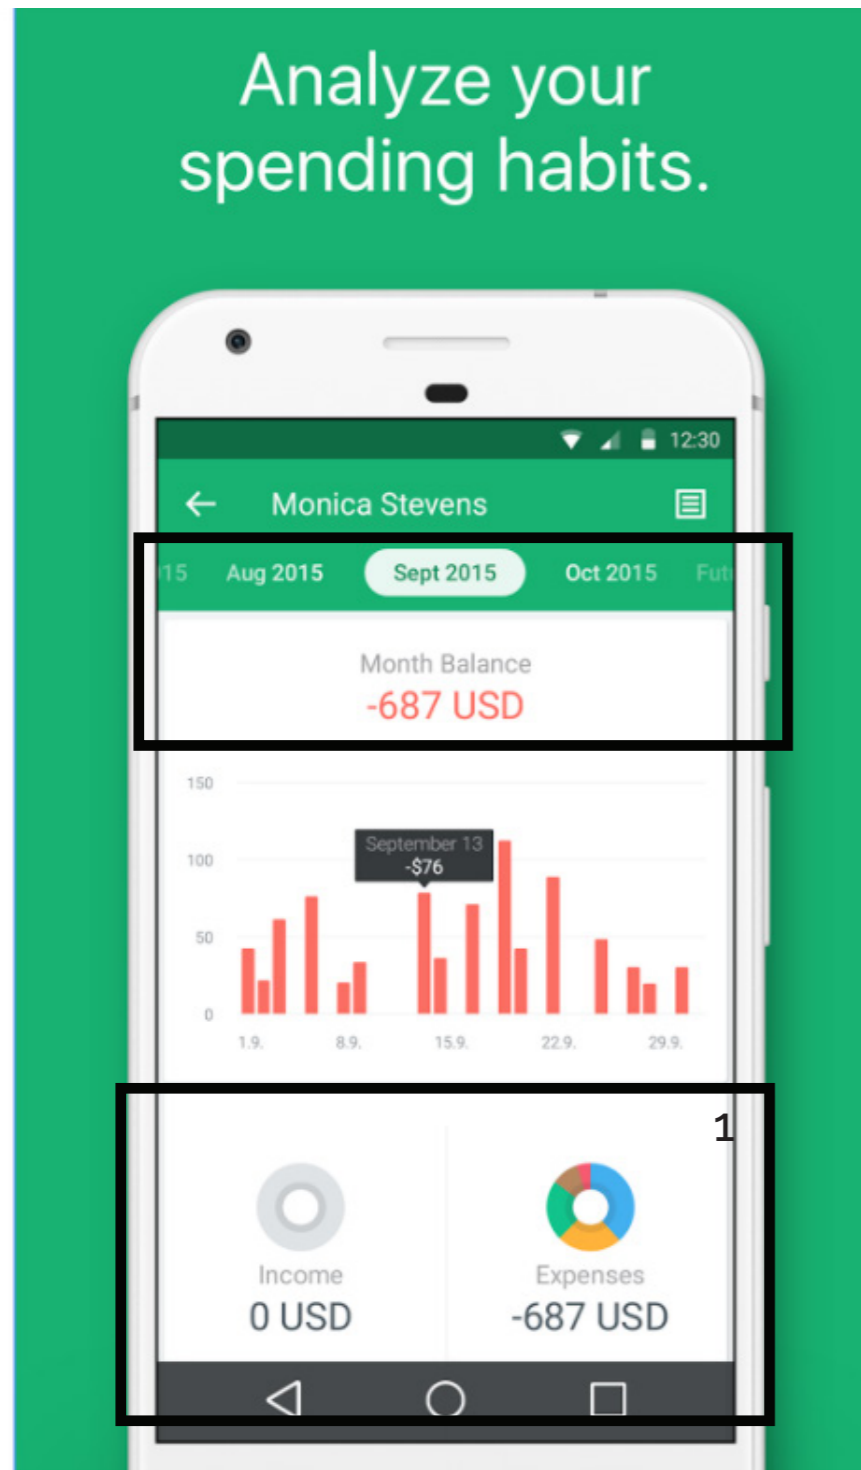 Analyze your
spending habits.
12:30
Monica Stevens
15 Aug 2015 Sept 2015 Oct 2015 Futu
Month Balance
-687 USD
150
September 13
-$76
100
50
0
1.9. 8.9. 15.9. 22.9. 29.9.
1
Income Expenses
0 USD -687 USD